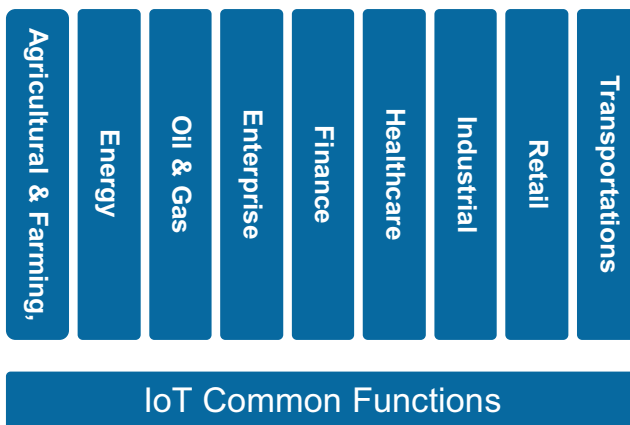 Agricultural & Farming,
Energy
Oil & Gas
Enterprise
Finance
Healthcare
Industrial
Retail
Transportations
IoT Common Functions